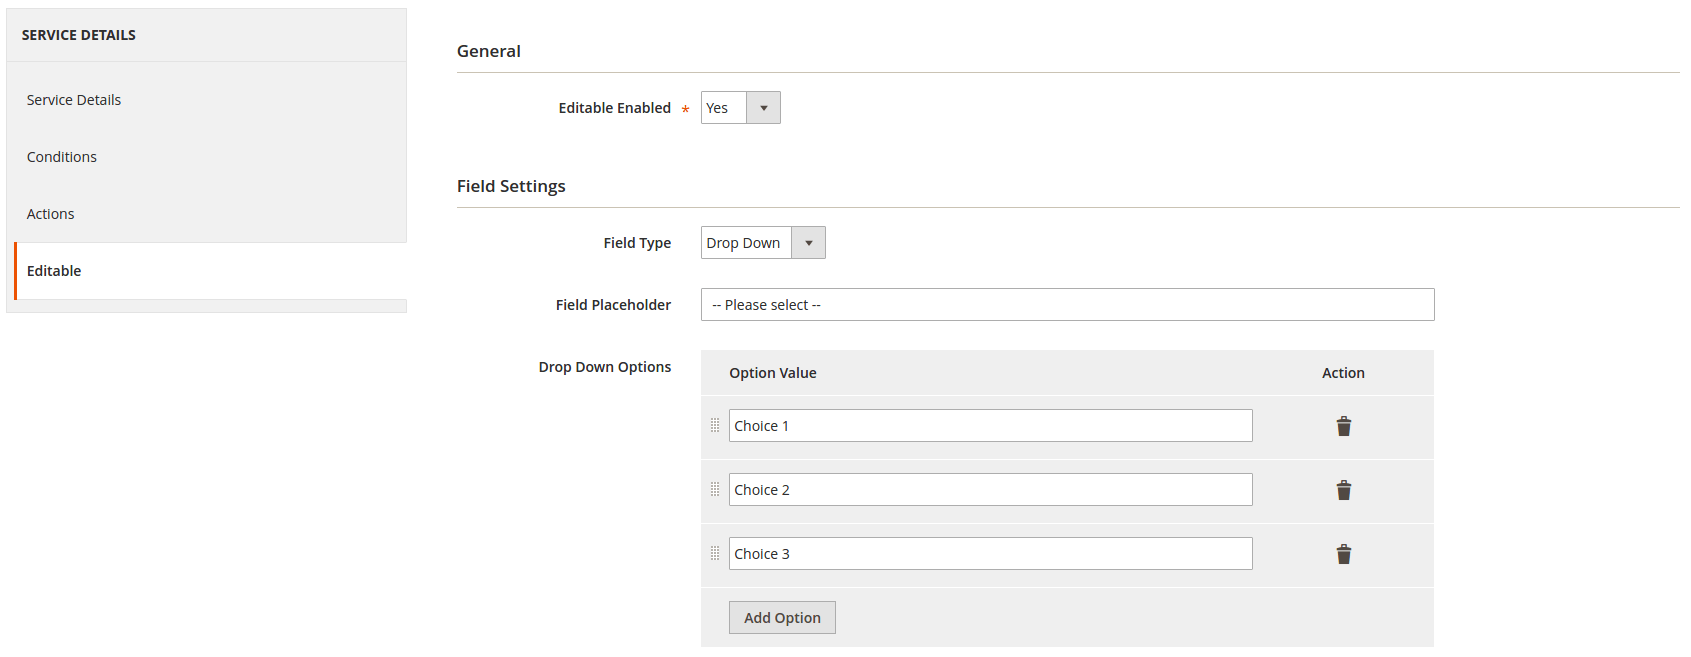 SERVICE DETAILS
Service Details
Conditions
Actions
Editable
General
Editable Enabled * Yes
Field Settings
Field Type Drop Down
Field Placeholder -- Please select --
Drop Down Options
Option Value Action
Choice 1
Choice 2
Choice 3
Add Option